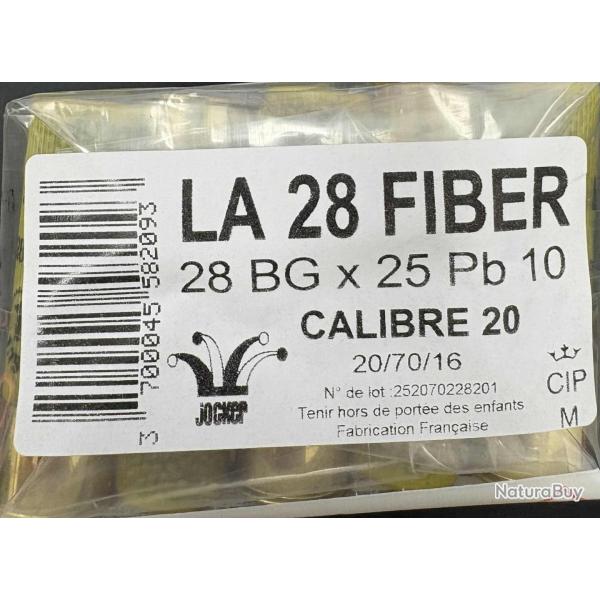 LA 28 FIBER
28 BG x 25 Pb 10
CALIBRE 20
20/70/16
N° de lot :252070228201
Tenir hors de portee des enfants
Fabrication Française
JOCKER
CIP
M
3 700045 582093
NaturaBuy